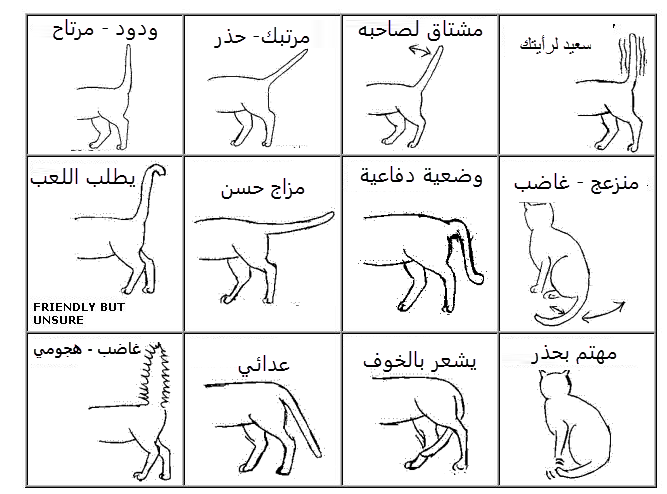 سعيد لرأيتك
مشتاق لصاحبه
مرتبك- حذر
ودود - مرتاح
منزعج - غاضب
وضعية دفاعية
مزاج حسن
يطلب اللعب
FRIENDLY BUT
UNSURE
مهتم بحذر
يشعر بالخوف
عدائي
غاضب - هجومي